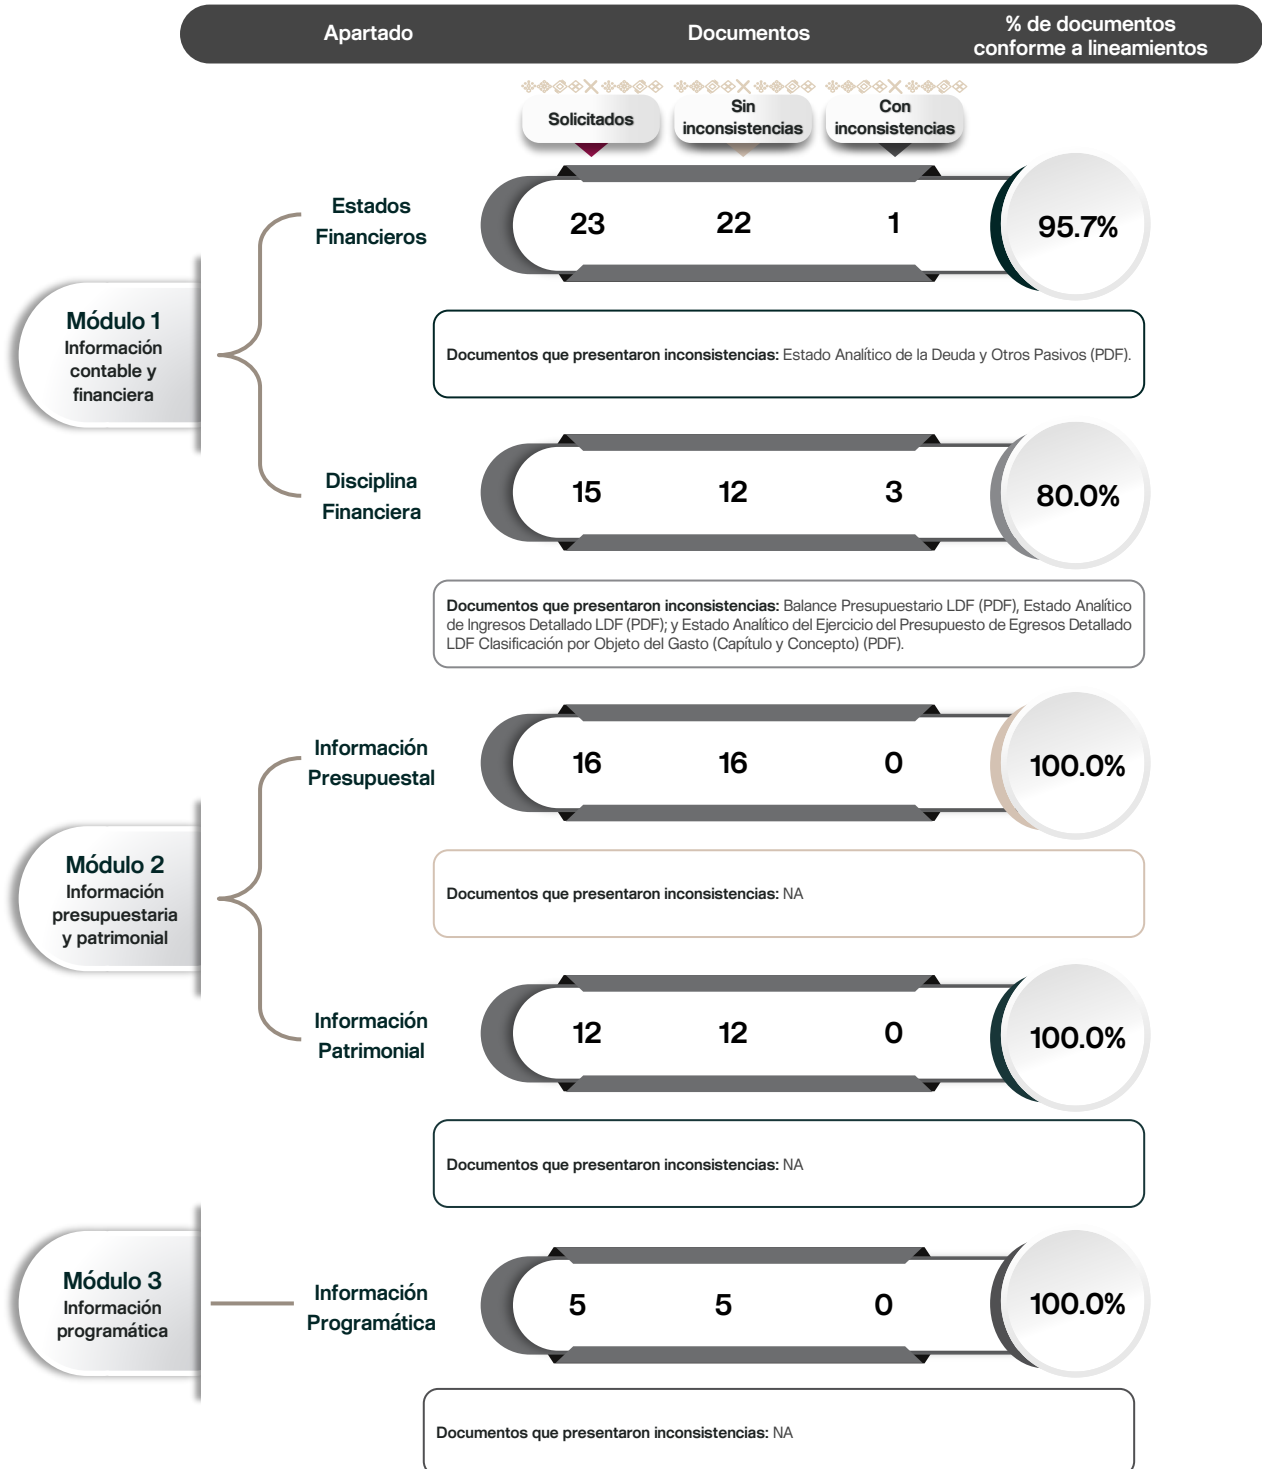 Apartado
Documentos
% de documentos
conforme a lineamientos
Solicitados
Sin
inconsistencias
Con
inconsistencias
Módulo 1
Información
contable y
financiera
Estados
Financieros
23
22
1
95.7%
Documentos que presentaron inconsistencias: Estado Analítico de la Deuda y Otros Pasivos (PDF).
Disciplina
Financiera
15
12
3
80.0%
Documentos que presentaron inconsistencias: Balance Presupuestario LDF (PDF), Estado Analítico
de Ingresos Detallado LDF (PDF); y Estado Analítico del Ejercicio del Presupuesto de Egresos Detallado
LDF Clasificación por Objeto del Gasto (Capítulo y Concepto) (PDF).
Módulo 2
Información
presupuestaria
y patrimonial
Información
Presupuestal
16
16
0
100.0%
Documentos que presentaron inconsistencias: NA
Información
Patrimonial
12
12
0
100.0%
Documentos que presentaron inconsistencias: NA
Módulo 3
Información
programática
Información
Programática
5
5
0
100.0%
Documentos que presentaron inconsistencias: NA